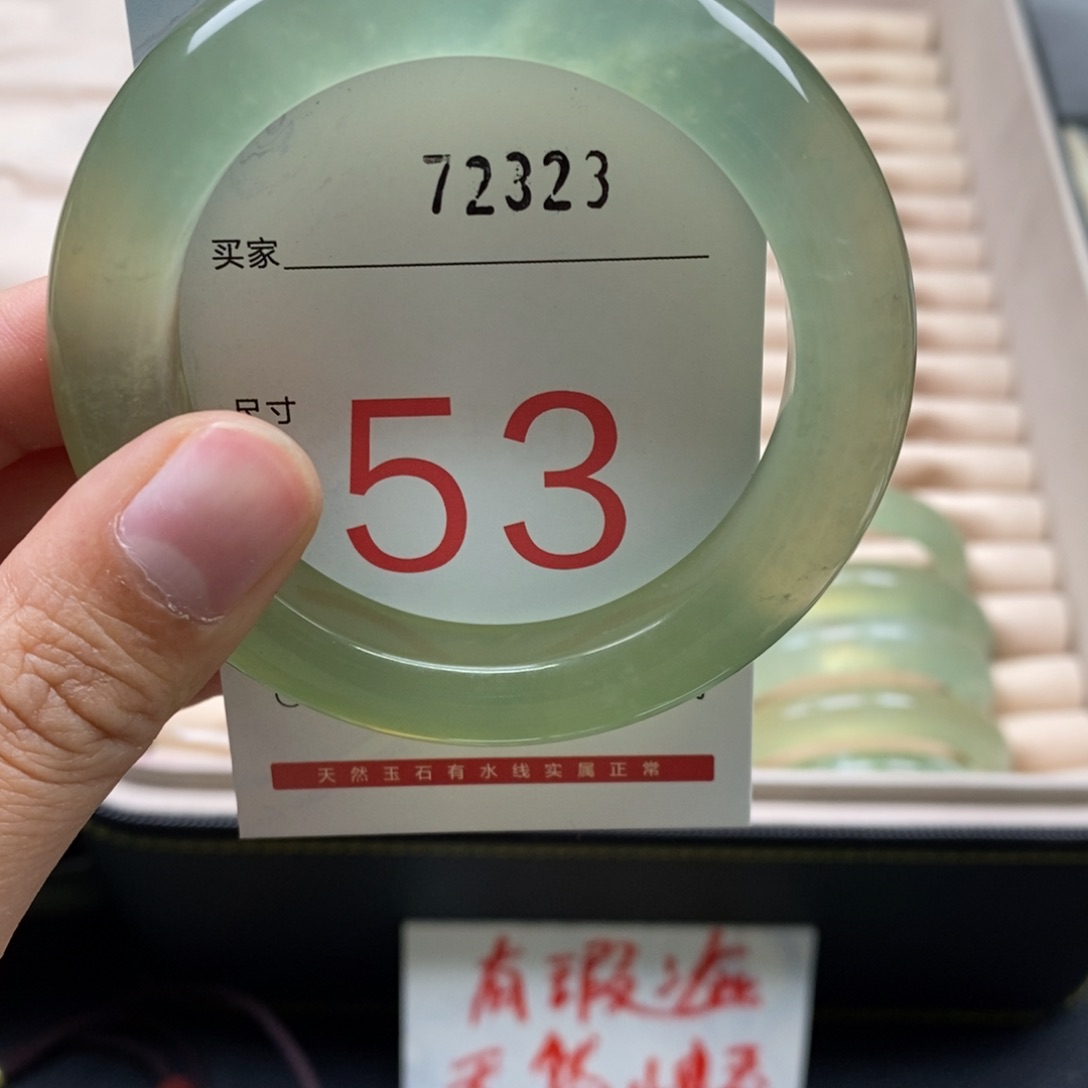 72323
买家
尺寸 53
天然玉石有水线实属正常
有瑕疵